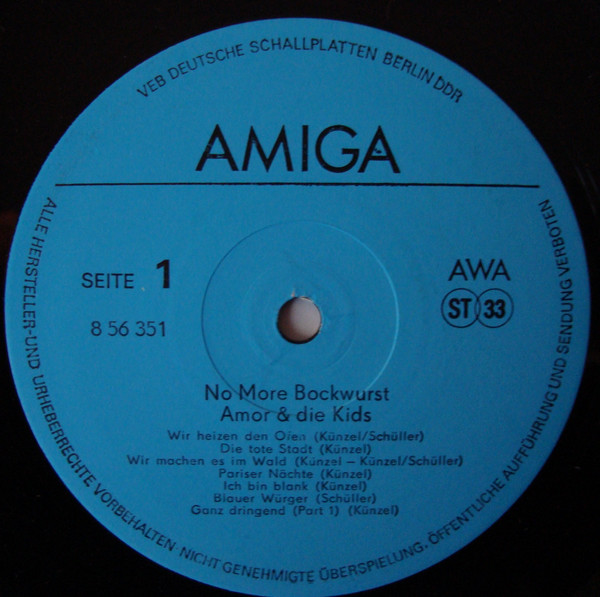 VEB DEUTSCHE SCHALLPLATTEN BERLIN DDR
AMIGA
SEITE 1
8 56 351
AWA
ST 33
No More Bockwurst
Amor & die Kids
Wir heizen den Ofen (Künzel/Schüller)
Die tote Stadt (Künzel)
Wir machen es im Wald (Künzel – Künzel/Schüller)
Pariser Nächte (Künzel)
Ich bin blank (Künzel)
Blauer Würger (Schüller)
Ganz dringend (Part 1) (Künzel)
ALLE HERSTELLER-UND URHEBERRECHTE VORBEHALTEN NICHT GENEHMIGTE ÜBERSPIELUNG, ÖFFENTLICHE AUFFÜHRUNG UND SENDUNG VERBOTEN